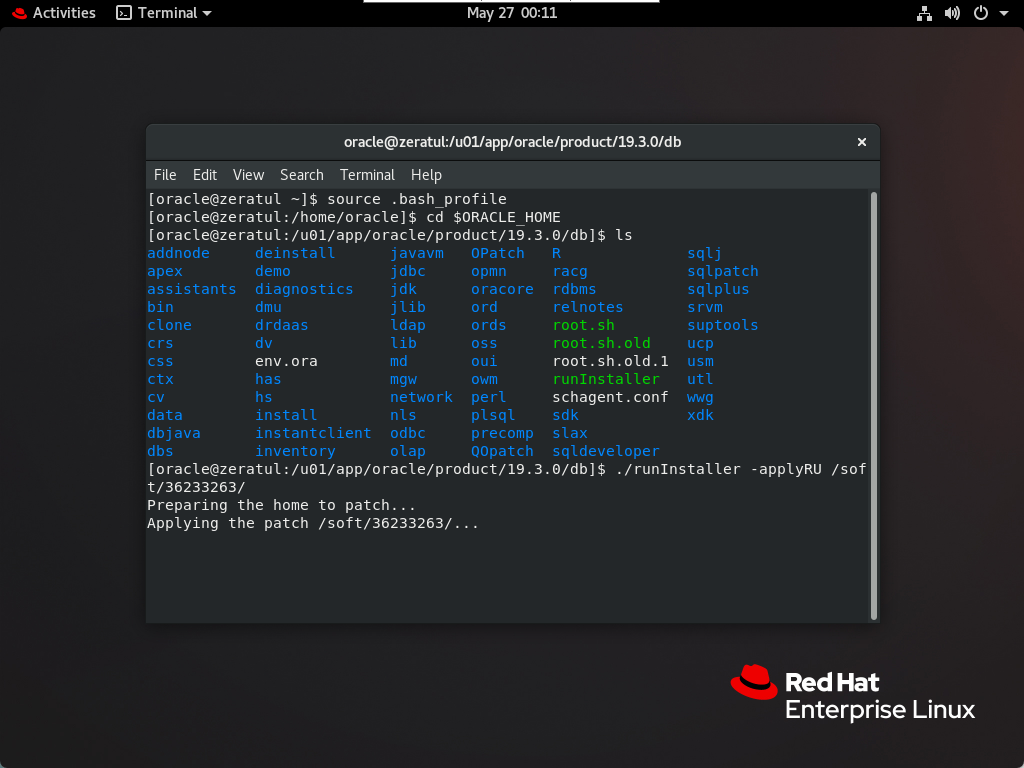 Activities Terminal May 27 00:11
oracle@zeratul:/u01/app/oracle/product/19.3.0/db ×
File Edit View Search Terminal Help
[oracle@zeratul ~]$ source .bash_profile
[oracle@zeratul:/home/oracle]$ cd $ORACLE_HOME
[oracle@zeratul:/u01/app/oracle/product/19.3.0/db]$ ls
addnode deinstall javavm OPatch R sqlj
apex demo jdbc opmn racg sqlpatch
assistants diagnostics jdk oracore rdbms sqlplus
bin dmu jlib ord relnotes srvm
clone drdaas ldap ords root.sh suptools
crs dv lib oss root.sh.old ucp
css env.ora md oui root.sh.old.1 usm
ctx has mgw owm runInstaller utl
cv hs network perl schagent.conf wwg
data install nls plsql sdk xdk
dbjava instantclient odbc precomp slax
dbs inventory olap QOpatch sqldeveloper
[oracle@zeratul:/u01/app/oracle/product/19.3.0/db]$ ./runInstaller -applyRU /sof
t/36233263/
Preparing the home to patch...
Applying the patch /soft/36233263/...
Red Hat
Enterprise Linux